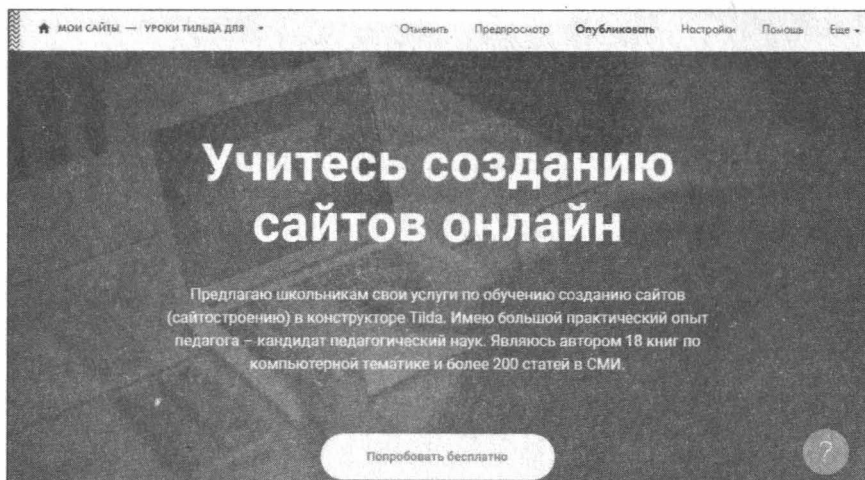 МОИ САЙТЫ — УРОКИ ТИЛЬДА ДЛЯ
Отменить Предпросмотр Опубликовать Настройки Помощь Еще
Учитесь созданию
сайтов онлайн
Предлагаю школьникам свои услуги по обучению созданию сайтов
(сайтостроению) в конструкторе Tilda. Имею большой практический опыт
педагога – кандидат педагогический наук. Являюсь автором 18 книг по
компьютерной тематике и более 200 статей в СМИ.
Попробовать бесплатно
?